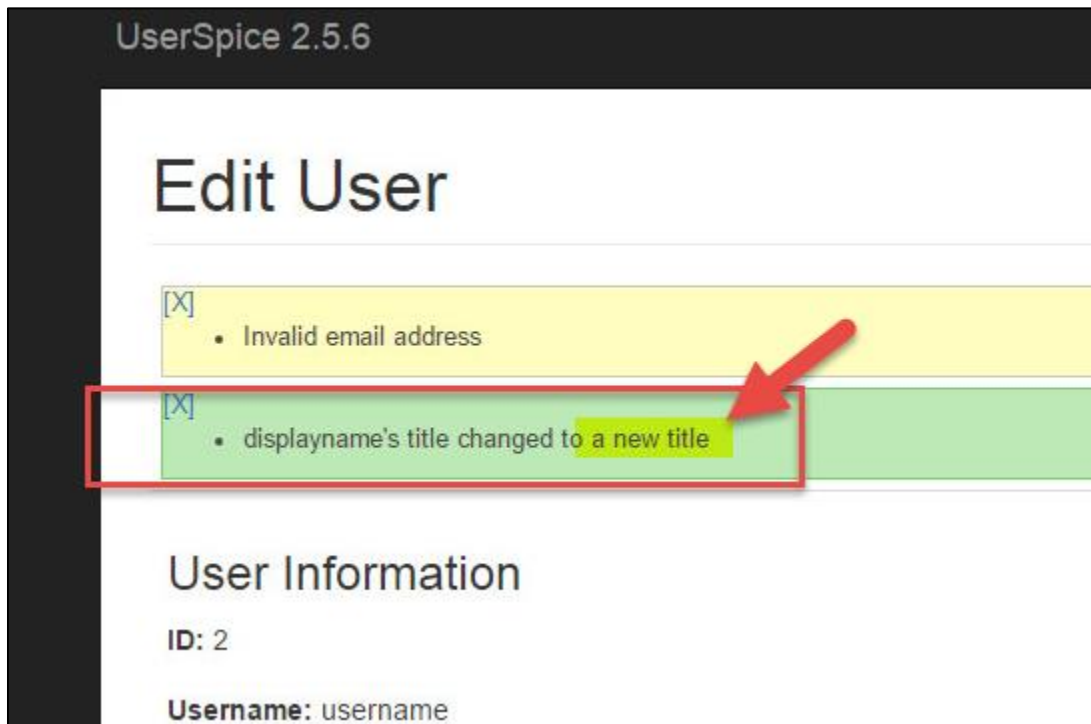 UserSpice 2.5.6
Edit User
[X]
• Invalid email address
[X]
• displayname's title changed to a new title
User Information
ID: 2
Username: username